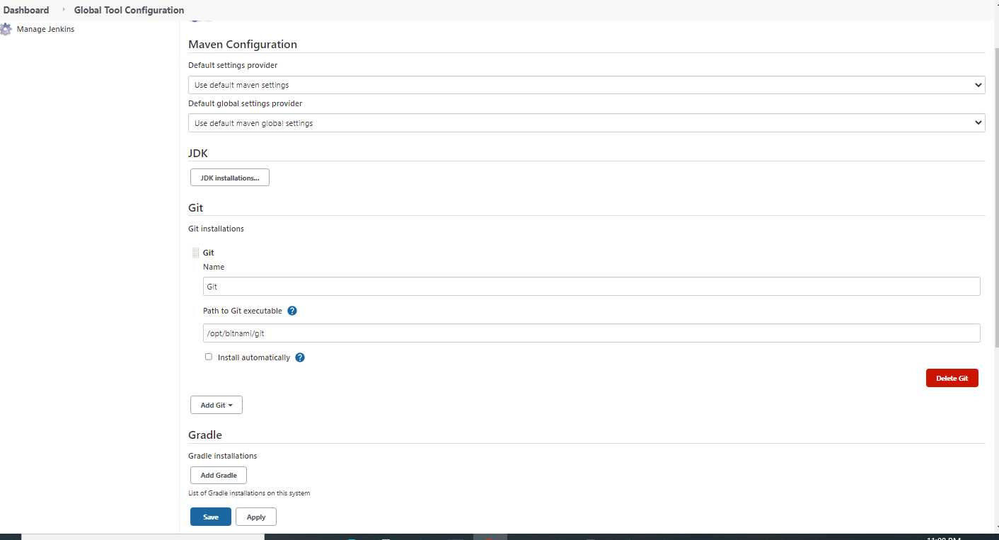 Dashboard Global Tool Configuration
Manage Jenkins
Maven Configuration
Default settings provider
Use default maven settings
Default global settings provider
Use default maven global settings
JDK
JDK installations...
Git
Git installations
Git
Name
Git
Path to Git executable ?
/opt/bitnami/git
Install automatically ?
Delete Git
Add Git
Gradle
Gradle installations
Add Gradle
List of Gradle installations on this system
Save Apply